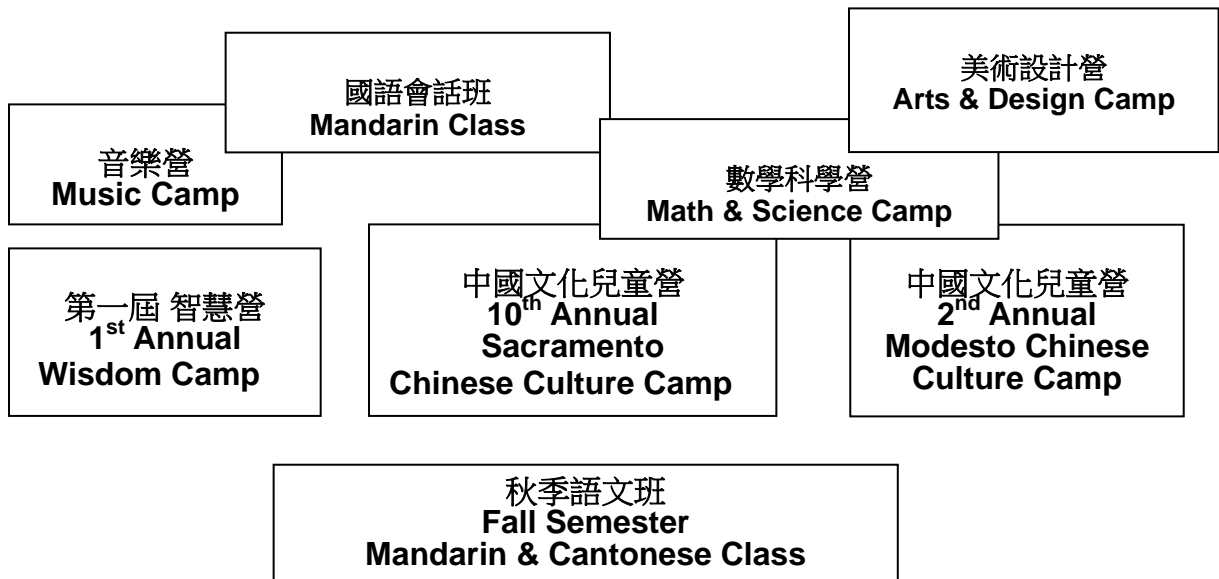 國語會話班
Mandarin Class
美術設計營
Arts & Design Camp
音樂營
Music Camp
數學科學營
Math & Science Camp
第一屆 智慧營
1st Annual
Wisdom Camp
中國文化兒童營
10th Annual
Sacramento
Chinese Culture Camp
中國文化兒童營
2nd Annual
Modesto Chinese
Culture Camp
秋季語文班
Fall Semester
Mandarin & Cantonese Class